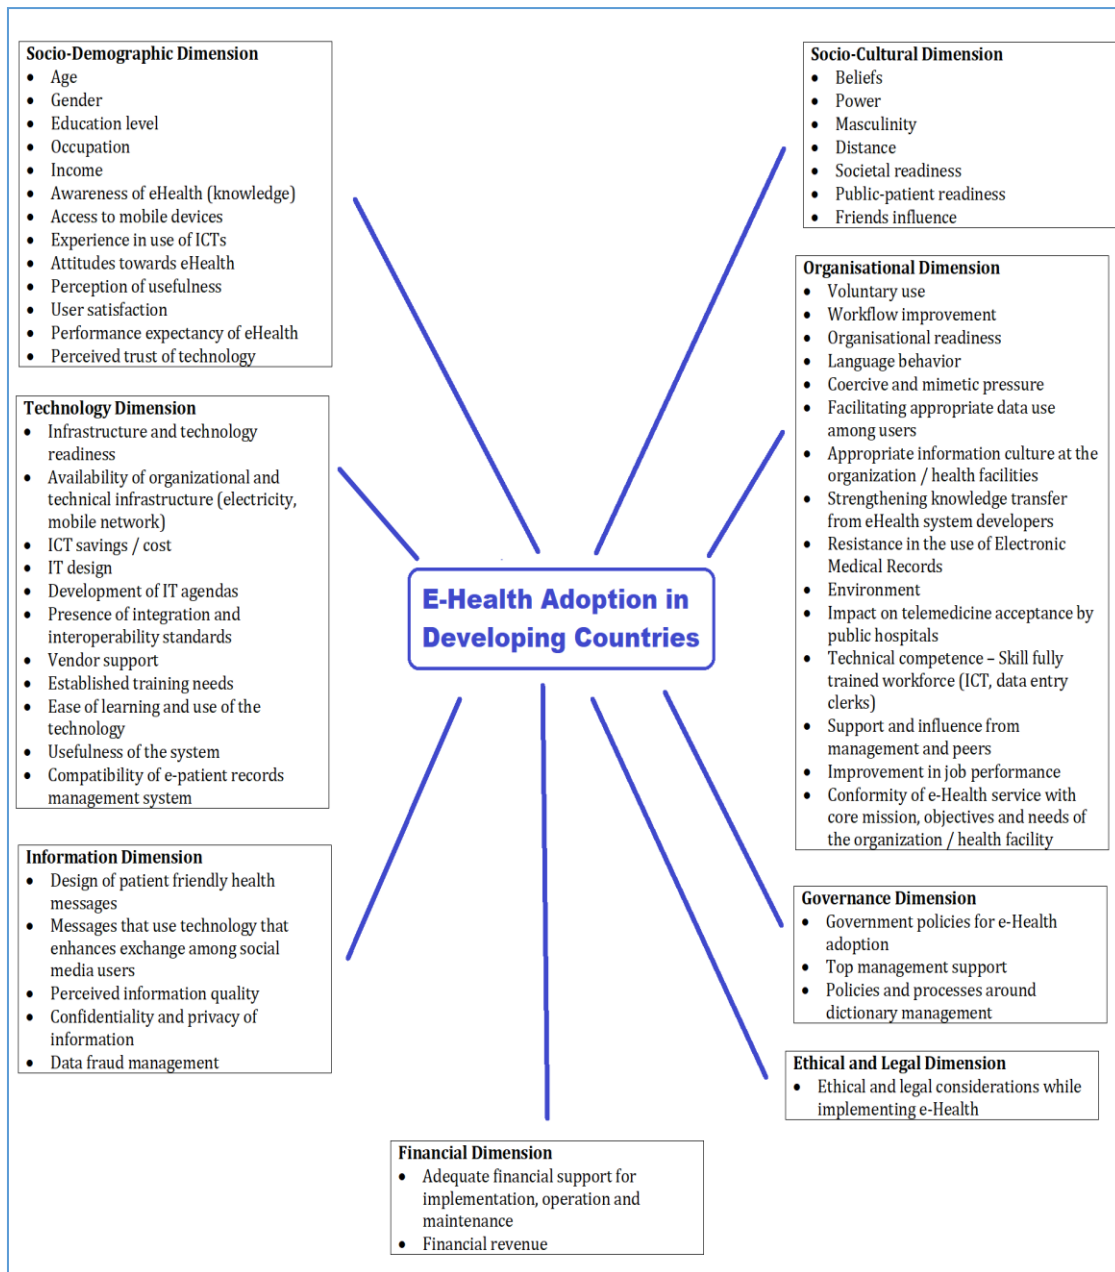 Socio-Demographic Dimension
• Age
• Gender
• Education level
• Occupation
• Income
• Awareness of eHealth (knowledge)
• Access to mobile devices
• Experience in use of ICTs
• Attitudes towards eHealth
• Perception of usefulness
• User satisfaction
• Performance expectancy of eHealth
• Perceived trust of technology
Technology Dimension
• Infrastructure and technology
readiness
• Availability of organizational and
technical infrastructure (electricity,
mobile network)
• ICT savings / cost
• IT design
• Development of IT agendas
• Presence of integration and
interoperability standards
• Vendor support
• Established training needs
• Ease of learning and use of the
technology
• Usefulness of the system
• Compatibility of e-patient records
management system
Information Dimension
• Design of patient friendly health
messages
• Messages that use technology that
enhances exchange among social
media users
• Perceived information quality
• Confidentiality and privacy of
information
• Data fraud management
E-Health Adoption in
Developing Countries
Financial Dimension
• Adequate financial support for
implementation, operation and
maintenance
• Financial revenue
Socio-Cultural Dimension
• Beliefs
• Power
• Masculinity
• Distance
• Societal readiness
• Public-patient readiness
• Friends influence
Organisational Dimension
• Voluntary use
• Workflow improvement
• Organisational readiness
• Language behavior
• Coercive and mimetic pressure
• Facilitating appropriate data use
among users
• Appropriate information culture at the
organization / health facilities
• Strengthening knowledge transfer
from eHealth system developers
• Resistance in the use of Electronic
Medical Records
• Environment
• Impact on telemedicine acceptance by
public hospitals
• Technical competence – Skill fully
trained workforce (ICT, data entry
clerks)
• Support and influence from
management and peers
• Improvement in job performance
• Conformity of e-Health service with
core mission, objectives and needs of
the organization / health facility
Governance Dimension
• Government policies for e-Health
adoption
• Top management support
• Policies and processes around
dictionary management
Ethical and Legal Dimension
• Ethical and legal considerations while
implementing e-Health